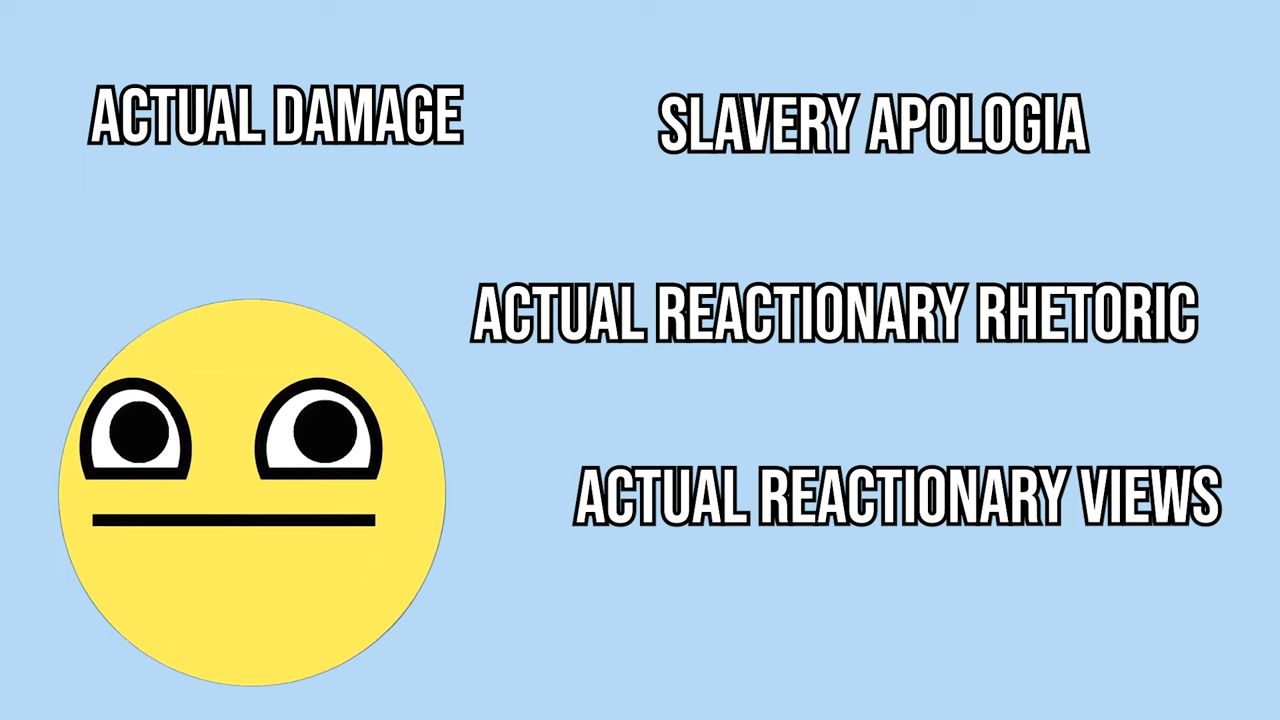 ACTUAL DAMAGE
SLAVERY APOLOGIA
ACTUAL REACTIONARY RHETORIC
ACTUAL REACTIONARY VIEWS